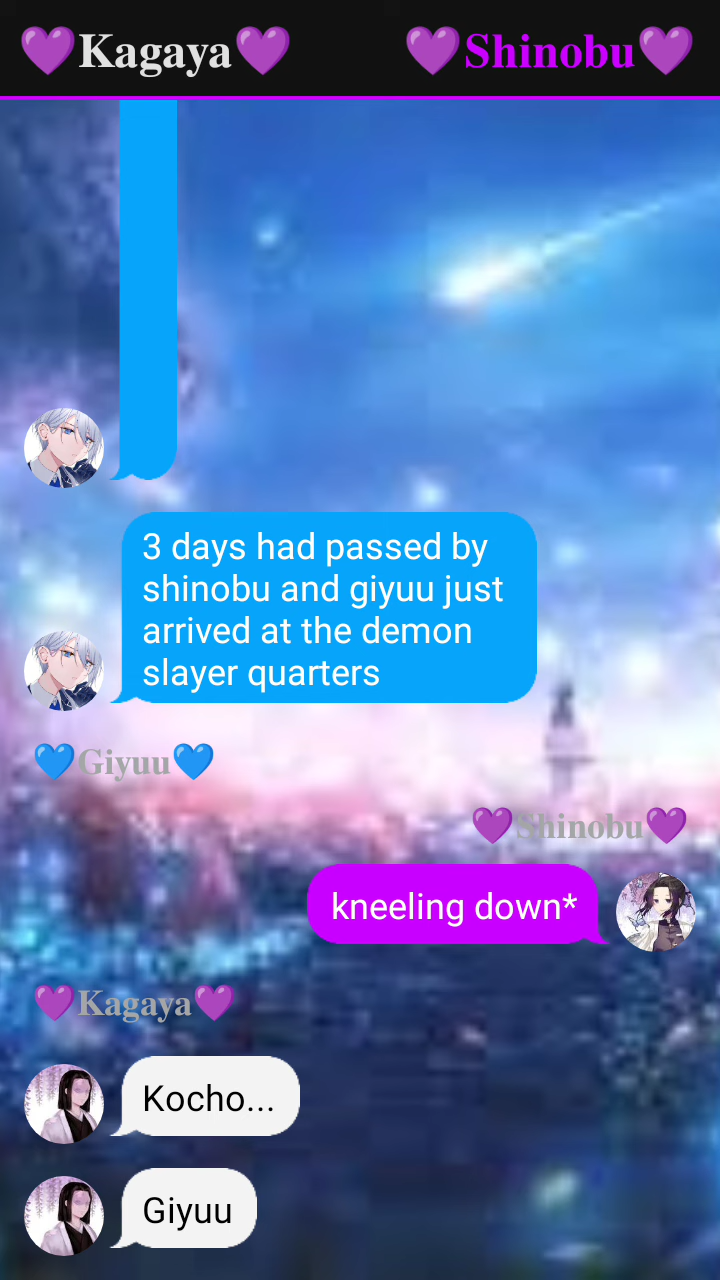 💜Kagaya💜 💜Shinobu💜
3 days had passed by
shinobu and giyuu just
arrived at the demon
slayer quarters
💙Giyuu💙
💜Shinobu💜
kneeling down*
💜Kagaya💜
Kocho...
Giyuu